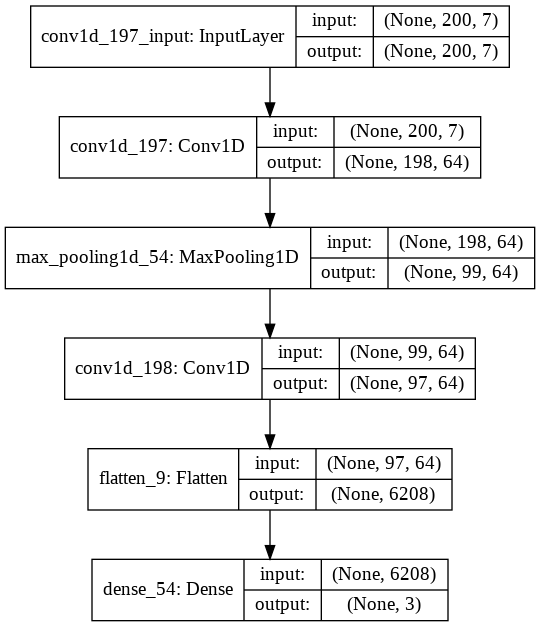 conv1d_197_input: InputLayer
input:
(None, 200, 7)
output:
(None, 200, 7)
conv1d_197: Conv1D
input:
(None, 200, 7)
output:
(None, 198, 64)
max_pooling1d_54: MaxPooling1D
input:
(None, 198, 64)
output:
(None, 99, 64)
conv1d_198: Conv1D
input:
(None, 99, 64)
output:
(None, 97, 64)
flatten_9: Flatten
input:
(None, 97, 64)
output:
(None, 6208)
dense_54: Dense
input:
(None, 6208)
output:
(None, 3)